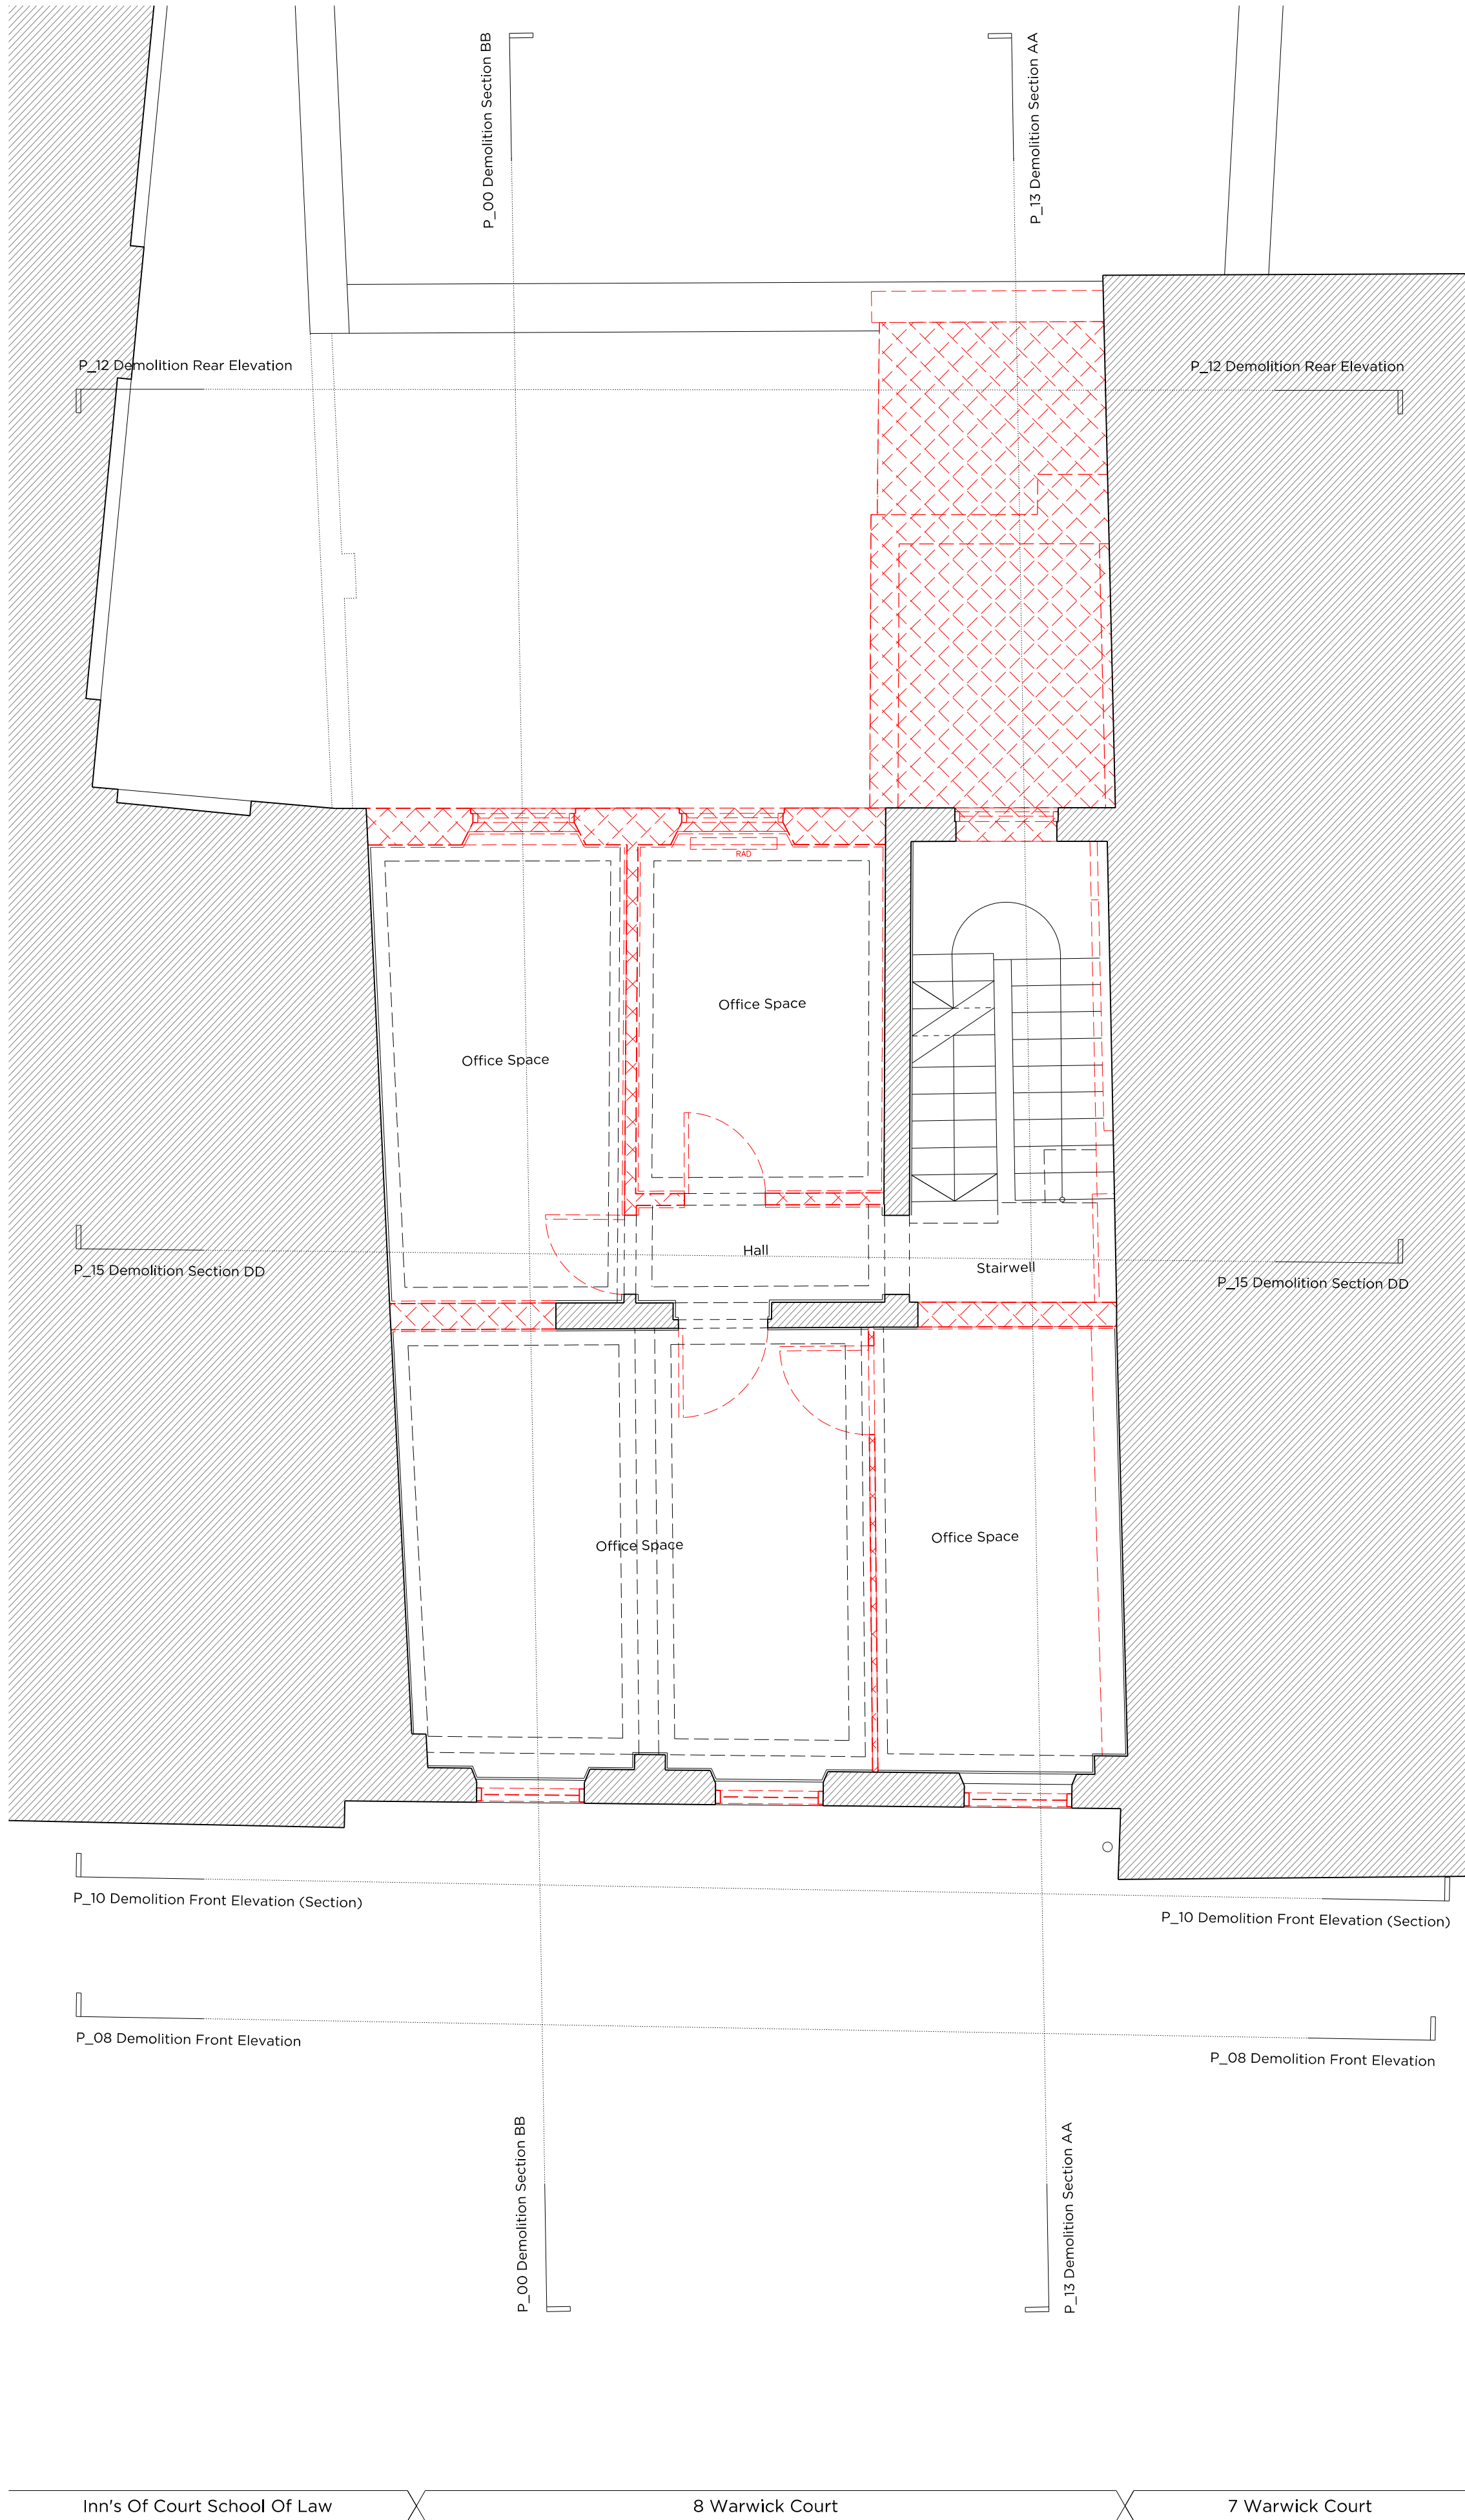 P_00 Demolition Section BB
P_13 Demolition Section AA
P_12 Demolition Rear Elevation
P_12 Demolition Rear Elevation
RAD
Office Space
Office Space
Hall
Stairwell
P_15 Demolition Section DD
P_15 Demolition Section DD
Office Space
Office Space
P_10 Demolition Front Elevation (Section)
P_10 Demolition Front Elevation (Section)
P_08 Demolition Front Elevation
P_08 Demolition Front Elevation
P_00 Demolition Section BB
P_13 Demolition Section AA
Inn's Of Court School Of Law
8 Warwick Court
7 Warwick Court